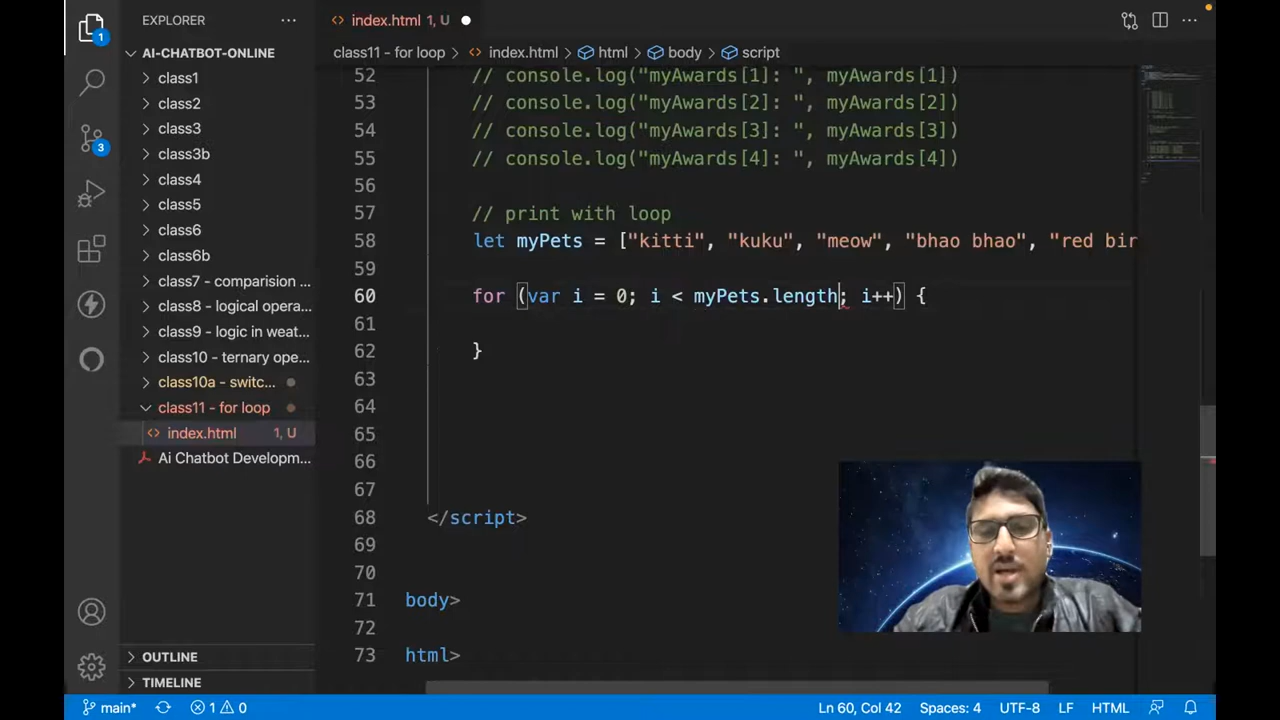 EXPLORER
index.html 1, U
AI-CHATBOT-ONLINE
class11 - for loop > index.html > html > body > script
class1
class2
class3
class3b
class4
class5
class6
class6b
class7 - comparision ...
class8 - logical opera...
class9 - logic in weat...
class10 - ternary ope...
class10a - switc...
class11 - for loop
index.html 1, U
Ai Chatbot Developm...
OUTLINE
TIMELINE
52 // console.log("myAwards[1]: ", myAwards[1])
53 // console.log("myAwards[2]: ", myAwards[2])
54 // console.log("myAwards[3]: ", myAwards[3])
55 // console.log("myAwards[4]: ", myAwards[4])
56
57 // print with loop
58 let myPets = ["kitti", "kuku", "meow", "bhao bhao", "red bir
59
60 for (var i = 0; i < myPets.length; i++) {
61
62 }
63
64
65
66
67
68 </script>
69
70
71 body>
72
73 html>
1
3
main* 1 0 Ln 60, Col 42 Spaces: 4 UTF-8 LF HTML